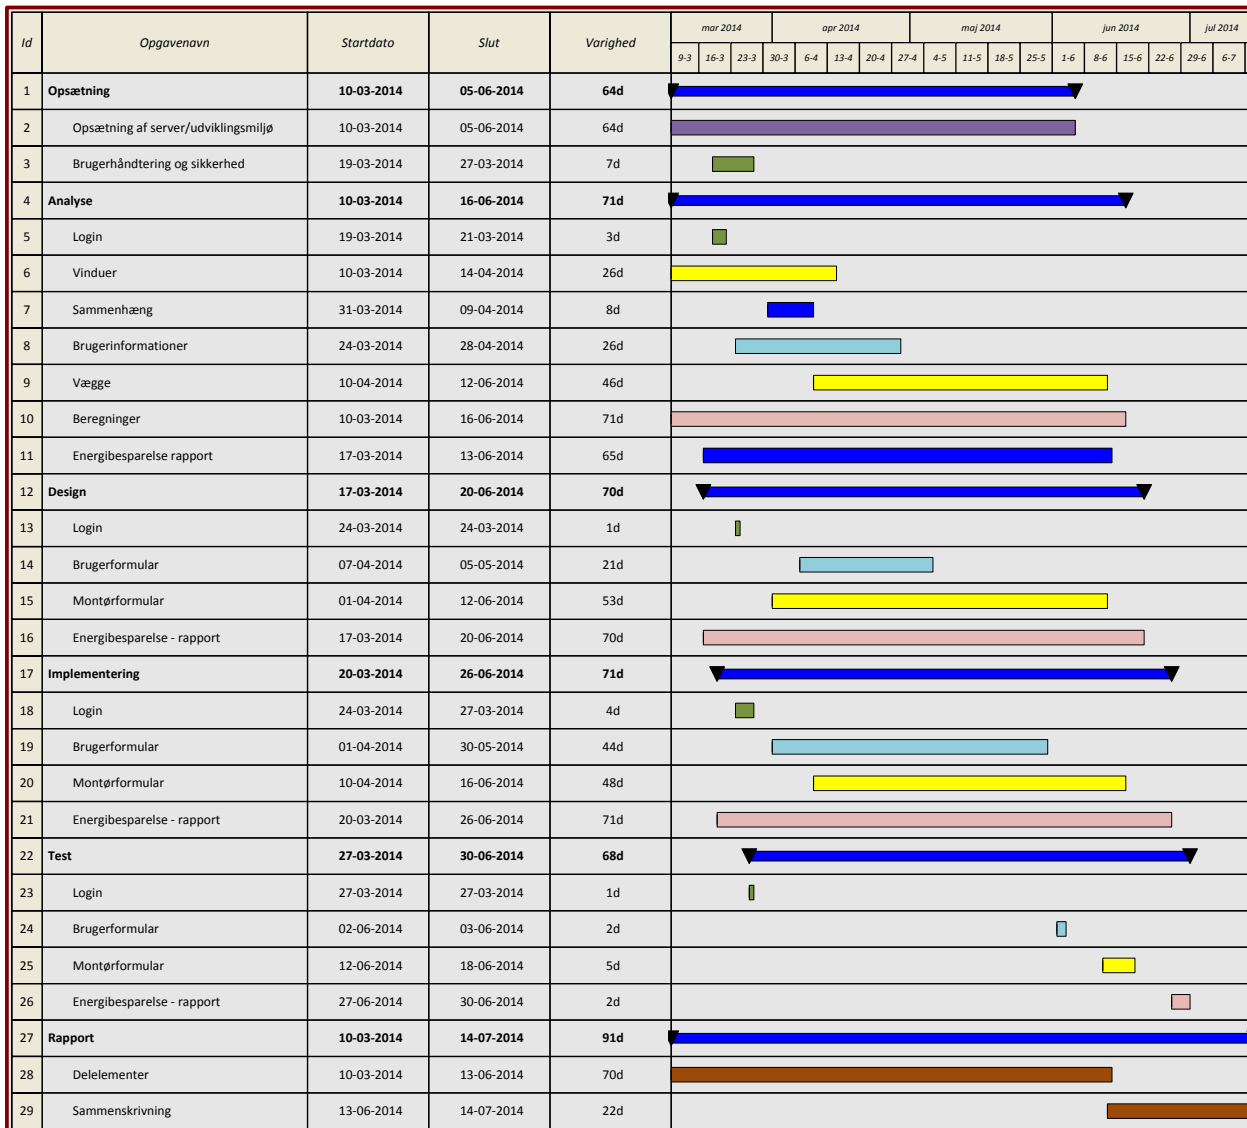 Id Opgavenavn Startdato Slut Varighed mar 2014 apr 2014 maj 2014 jun 2014 jul 2014
9-3 16-3 23-3 30-3 6-4 13-4 20-4 27-4 4-5 11-5 18-5 25-5 1-6 8-6 15-6 22-6 29-6 6-7
1 Opsætning 10-03-2014 05-06-2014 64d
2 Opsætning af server/udviklingsmiljø 10-03-2014 05-06-2014 64d
3 Brugerhåndtering og sikkerhed 19-03-2014 27-03-2014 7d
4 Analyse 10-03-2014 16-06-2014 71d
5 Login 19-03-2014 21-03-2014 3d
6 Vinduer 10-03-2014 14-04-2014 26d
7 Sammenhæng 31-03-2014 09-04-2014 8d
8 Brugerinformationer 24-03-2014 28-04-2014 26d
9 Vægge 10-04-2014 12-06-2014 46d
10 Beregninger 10-03-2014 16-06-2014 71d
11 Energibesparelse rapport 17-03-2014 13-06-2014 65d
12 Design 17-03-2014 20-06-2014 70d
13 Login 24-03-2014 24-03-2014 1d
14 Brugerformular 07-04-2014 05-05-2014 21d
15 Montørformular 01-04-2014 12-06-2014 53d
16 Energibesparelse - rapport 17-03-2014 20-06-2014 70d
17 Implementering 20-03-2014 26-06-2014 71d
18 Login 24-03-2014 27-03-2014 4d
19 Brugerformular 01-04-2014 30-05-2014 44d
20 Montørformular 10-04-2014 16-06-2014 48d
21 Energibesparelse - rapport 20-03-2014 26-06-2014 71d
22 Test 27-03-2014 30-06-2014 68d
23 Login 27-03-2014 27-03-2014 1d
24 Brugerformular 02-06-2014 03-06-2014 2d
25 Montørformular 12-06-2014 18-06-2014 5d
26 Energibesparelse - rapport 27-06-2014 30-06-2014 2d
27 Rapport 10-03-2014 14-07-2014 91d
28 Delelementer 10-03-2014 13-06-2014 70d
29 Sammenskrivning 13-06-2014 14-07-2014 22d